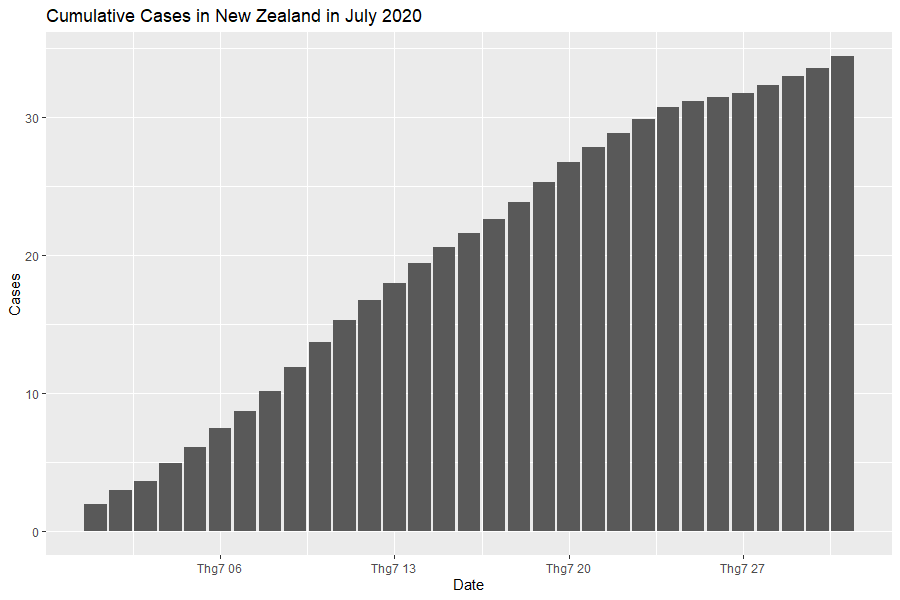 Cumulative Cases in New Zealand in July 2020
Cases
30
20
10
0
Thg7 06 Thg7 13 Thg7 20 Thg7 27
Date